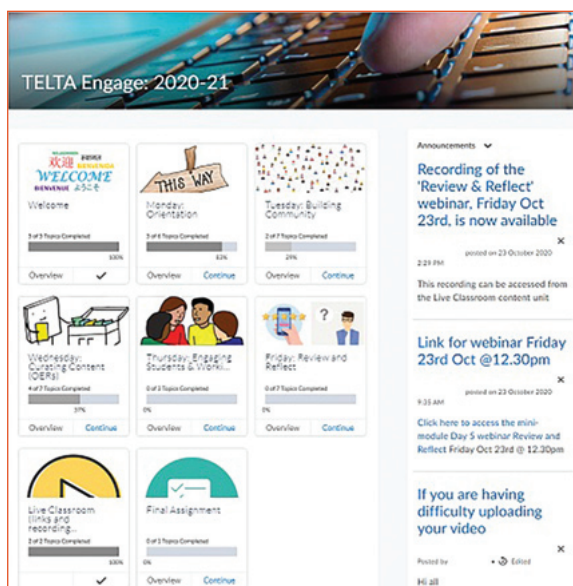 TELTA Engage: 2020-21
欢迎
WELCOME
BIENVENUE ようこそ
Welcome
3 of 3 Topics Completed
100%
Overview
THIS WAY
Monday:
Orientation
5 of 6 Topics Completed
83%
Overview Continue
Tuesday: Building
Community
2 of 7 Topics Completed
29%
Overview Continue
Wednesday:
Curating Content
(OERs)
4 of 7 Topics Completed
57%
Overview Continue
Thursday: Engaging
Students & Worki...
0 of 3 Topics Completed
0%
Overview Continue
?
Friday: Review and
Reflect
0 of 7 Topics Completed
0%
Overview Continue
Live Classroom
(links and
recording...
2 of 2 Topics Completed
100%
Overview
Final Assignment
0 of 1 Topics Completed
0%
Overview Continue
Announcements
Recording of the
'Review & Reflect'
webinar, Friday Oct
23rd, is now available
posted on 23 October 2020
2:29 PM
This recording can be accessed from
the Live Classroom content unit
Link for webinar Friday
23rd Oct @12.30pm
posted on 23 October 2020
9:35 AM
Click here to access the mini-
module Day 5 webinar Review and
Reflect Friday Oct 23rd @ 12.30pm
If you are having
difficulty uploading
your video
Posted by • Edited
Hi all